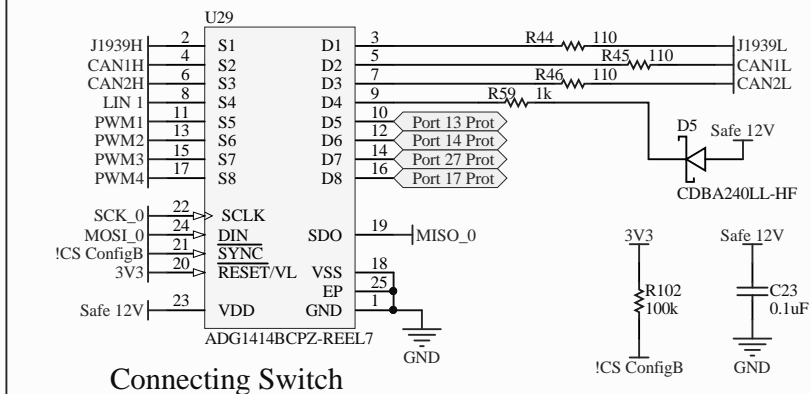 U29
J1939H 2 S1 D1 3 R44 110 J1939L
CAN1H 4 S2 D2 5 R45 110 CAN1L
CAN2H 6 S3 D3 7 R46 110 CAN2L
LIN 1 8 S4 D4 9 R59 1k
PWM1 11 S5 D5 10 Port 13 Prot
PWM2 13 S6 D6 12 Port 14 Prot
PWM3 15 S7 D7 14 Port 27 Prot
PWM4 17 S8 D8 16 Port 17 Prot
D5 Safe 12V
CDBA240LL-HF
SCK_0 22 SCLK
MOSI_0 24 DIN SDO 19 MISO_0
!CS ConfigB 21 SYNC
3V3 20 RESET/VL VSS 18
EP 25
Safe 12V 23 VDD GND 1
ADG1414BCPZ-REEL7
GND
3V3
R102
100k
!CS ConfigB
Safe 12V
C23
0.1uF
GND
Connecting Switch